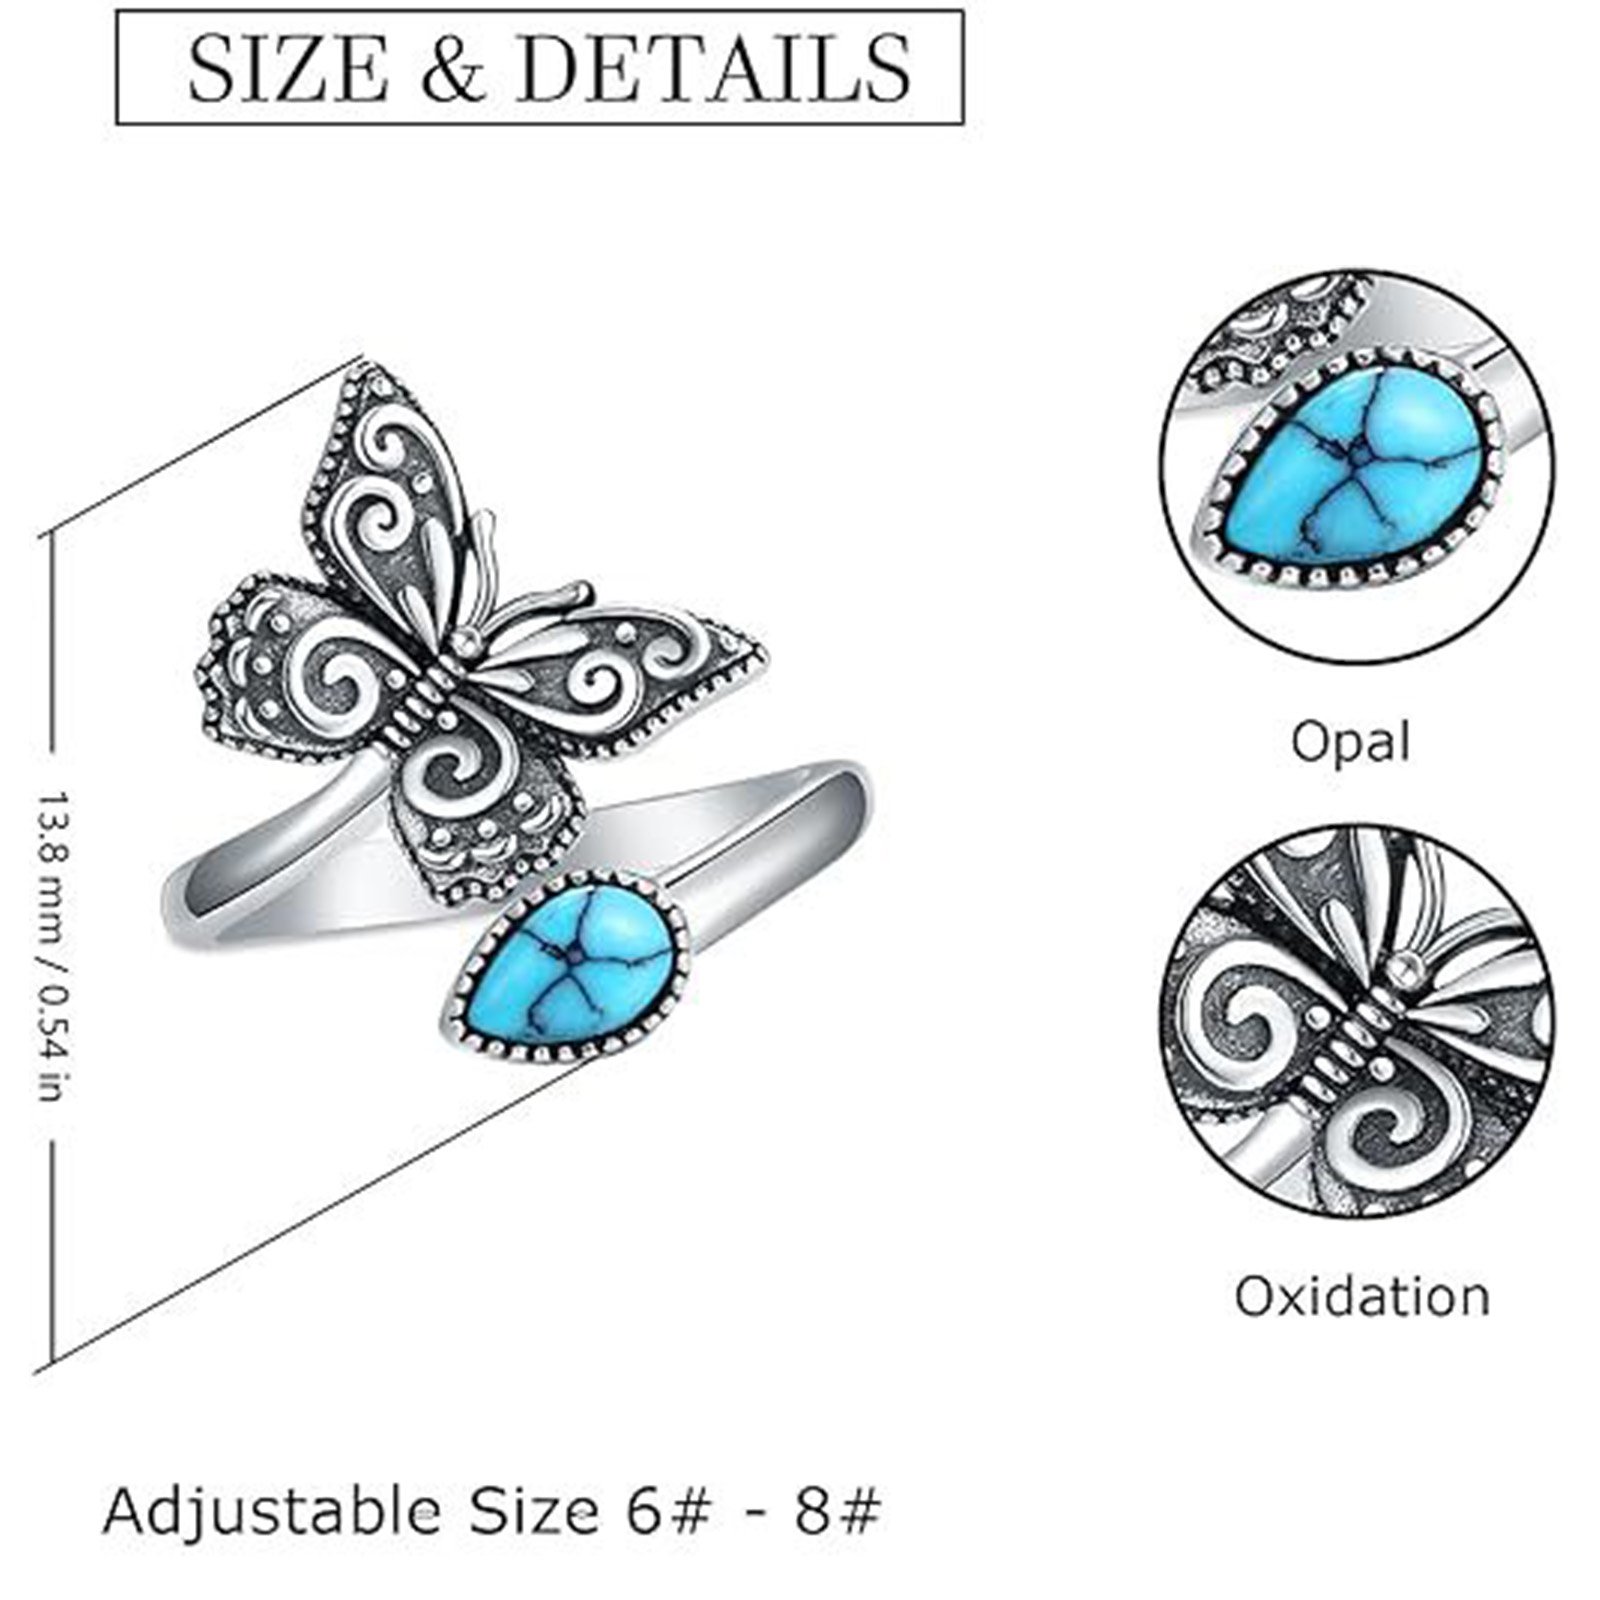 SIZE & DETAILS
13.8 mm / 0.54 in
Opal
Oxidation
Adjustable Size 6# - 8#